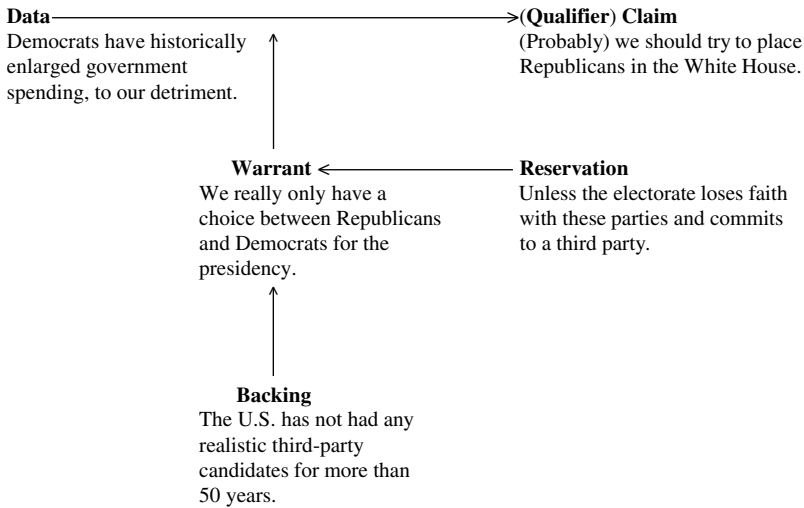 Data
(Qualifier) Claim
Democrats have historically
enlarged government
spending, to our detriment.
(Probably) we should try to place
Republicans in the White House.
Warrant
We really only have a
choice between Republicans
and Democrats for the
presidency.
Reservation
Unless the electorate loses faith
with these parties and commits
to a third party.
Backing
The U.S. has not had any
realistic third-party
candidates for more than
50 years.